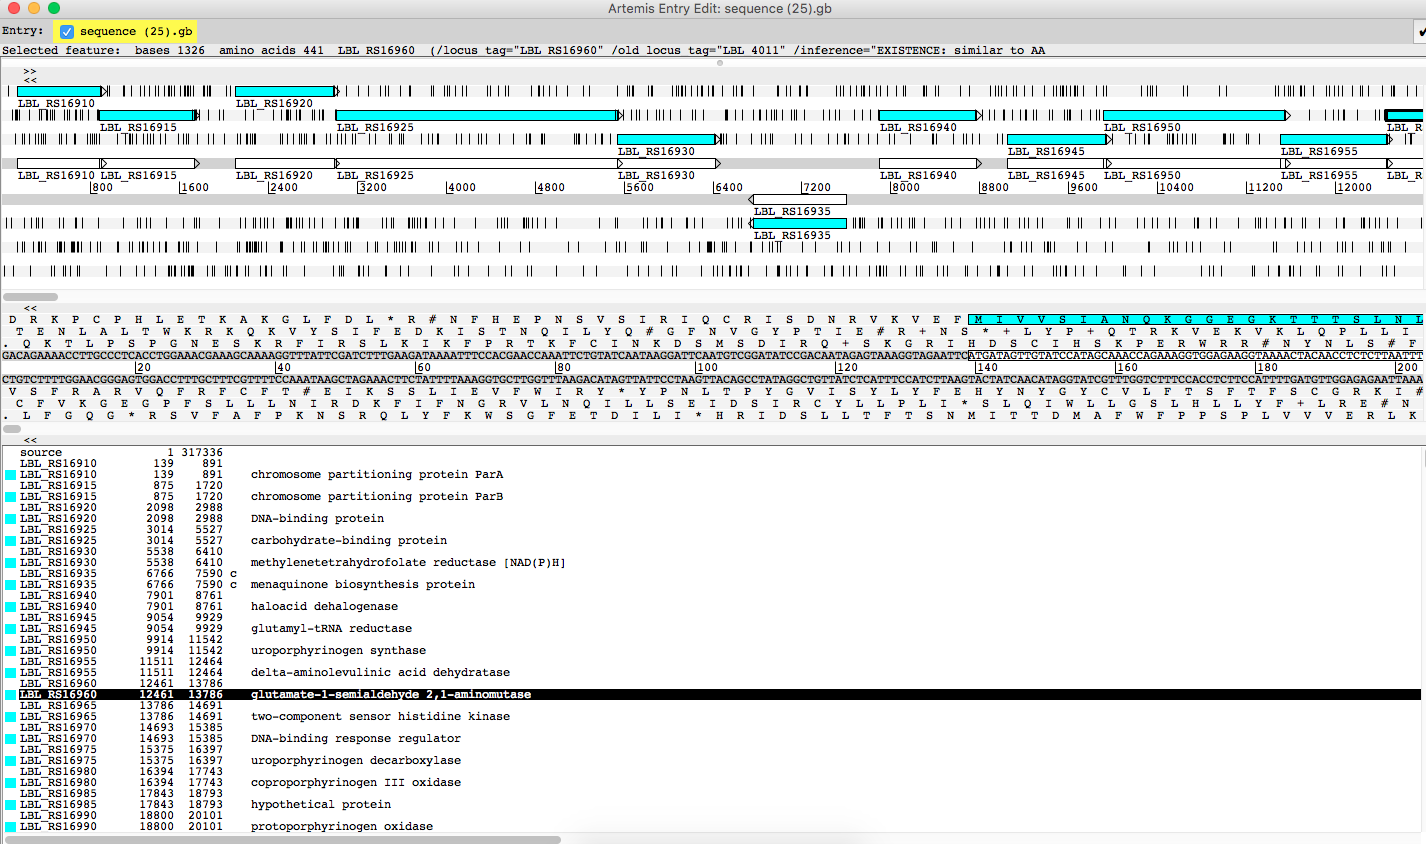 Artemis Entry Edit: sequence (25).gb
Entry: sequence (25).gb
Selected feature: bases 1326 amino acids 441 LBL_RS16960 (/locus_tag="LBL_RS16960" /old_locus_tag="LBL_4011" /inference="EXISTENCE: similar to AA
>>
<<
LBL_RS16910 LBL_RS16920
LBL_RS16915 LBL_RS16925 LBL_RS16940 LBL_RS16950 LBL_R
LBL_RS16930 LBL_RS16945 LBL_RS16955
LBL_RS16910 LBL_RS16915 LBL_RS16920 LBL_RS16925 LBL_RS16930 LBL_RS16940 LBL_RS16945 LBL_RS16950 LBL_RS16955 LBL_R
800 1600 2400 3200 4000 4800 5600 6400 7200 8000 8800 9600 10400 11200 12000
LBL_RS16935
LBL_RS16935
<<
D R K P C P H L E T K A K G L F D L * R # N F H E P N S V S I R I Q C R I S D N R V K V E F M I V V S I A N Q K G G E G K T T T S L N L
T E N L A L T W K R K Q K V Y S I F E D K I S T N Q I L Y Q # G F N V G Y P T I E # R + N S * + L Y P + Q T R K V E K V K L Q P L L I
. Q K T L P S P G N E S K R F I R S L K I K F P R T K F C I N K D S M S D I R Q + S K G R I H D S C I H S K P E R W R R # N Y N L S # F
20 40 60 80 100 120 140 160 180 200
V S F R A R V Q F R F C F T # E I K S S L I E V F W I R Y * Y P N L T P Y G V I S Y L Y F E H Y N Y G Y C V L F T S F T S F C G R K I #
C F V K G E G P F S L L L N I R D K F I F N G R V L N Q I L L S E I D S I R C Y L L P L I * S L Q I W L G S L H L Y F + L R E # N
. L F G Q G * R S V F A F P K N S R Q L Y F K W S G F E T D I L I * H R I D S L L T F T S N M I T T D M A F W F P P S P L V V V E R L K
<<
source 1 317336
LBL_RS16910 139 891
LBL_RS16910 139 891 chromosome partitioning protein ParA
LBL_RS16915 875 1720
LBL_RS16915 875 1720 chromosome partitioning protein ParB
LBL_RS16920 2098 2988
LBL_RS16920 2098 2988 DNA-binding protein
LBL_RS16925 3014 5527
LBL_RS16925 3014 5527 carbohydrate-binding protein
LBL_RS16930 5538 6410
LBL_RS16930 5538 6410 methylenetetrahydrofolate reductase [NAD(P)H]
LBL_RS16935 6766 7590 c
LBL_RS16935 6766 7590 c menaquinone biosynthesis protein
LBL_RS16940 7901 8761
LBL_RS16940 7901 8761 haloacid dehalogenase
LBL_RS16945 9054 9929
LBL_RS16945 9054 9929 glutamyl-tRNA reductase
LBL_RS16950 9914 11542
LBL_RS16950 9914 11542 uroporphyrinogen synthase
LBL_RS16955 11511 12464
LBL_RS16955 11511 12464 delta-aminolevulinic acid dehydratase
LBL_RS16960 12461 13786
LBL_RS16960 12461 13786 glutamate-1-semialdehyde 2,1-aminomutase
LBL_RS16965 13786 14691
LBL_RS16965 13786 14691 two-component sensor histidine kinase
LBL_RS16970 14693 15385
LBL_RS16970 14693 15385 DNA-binding response regulator
LBL_RS16975 15375 16397
LBL_RS16975 15375 16397 uroporphyrinogen decarboxylase
LBL_RS16980 16394 17743
LBL_RS16980 16394 17743 coproporphyrinogen III oxidase
LBL_RS16985 17843 18793
LBL_RS16985 17843 18793 hypothetical protein
LBL_RS16990 18800 20101
LBL_RS16990 18800 20101 protoporphyrinogen oxidase